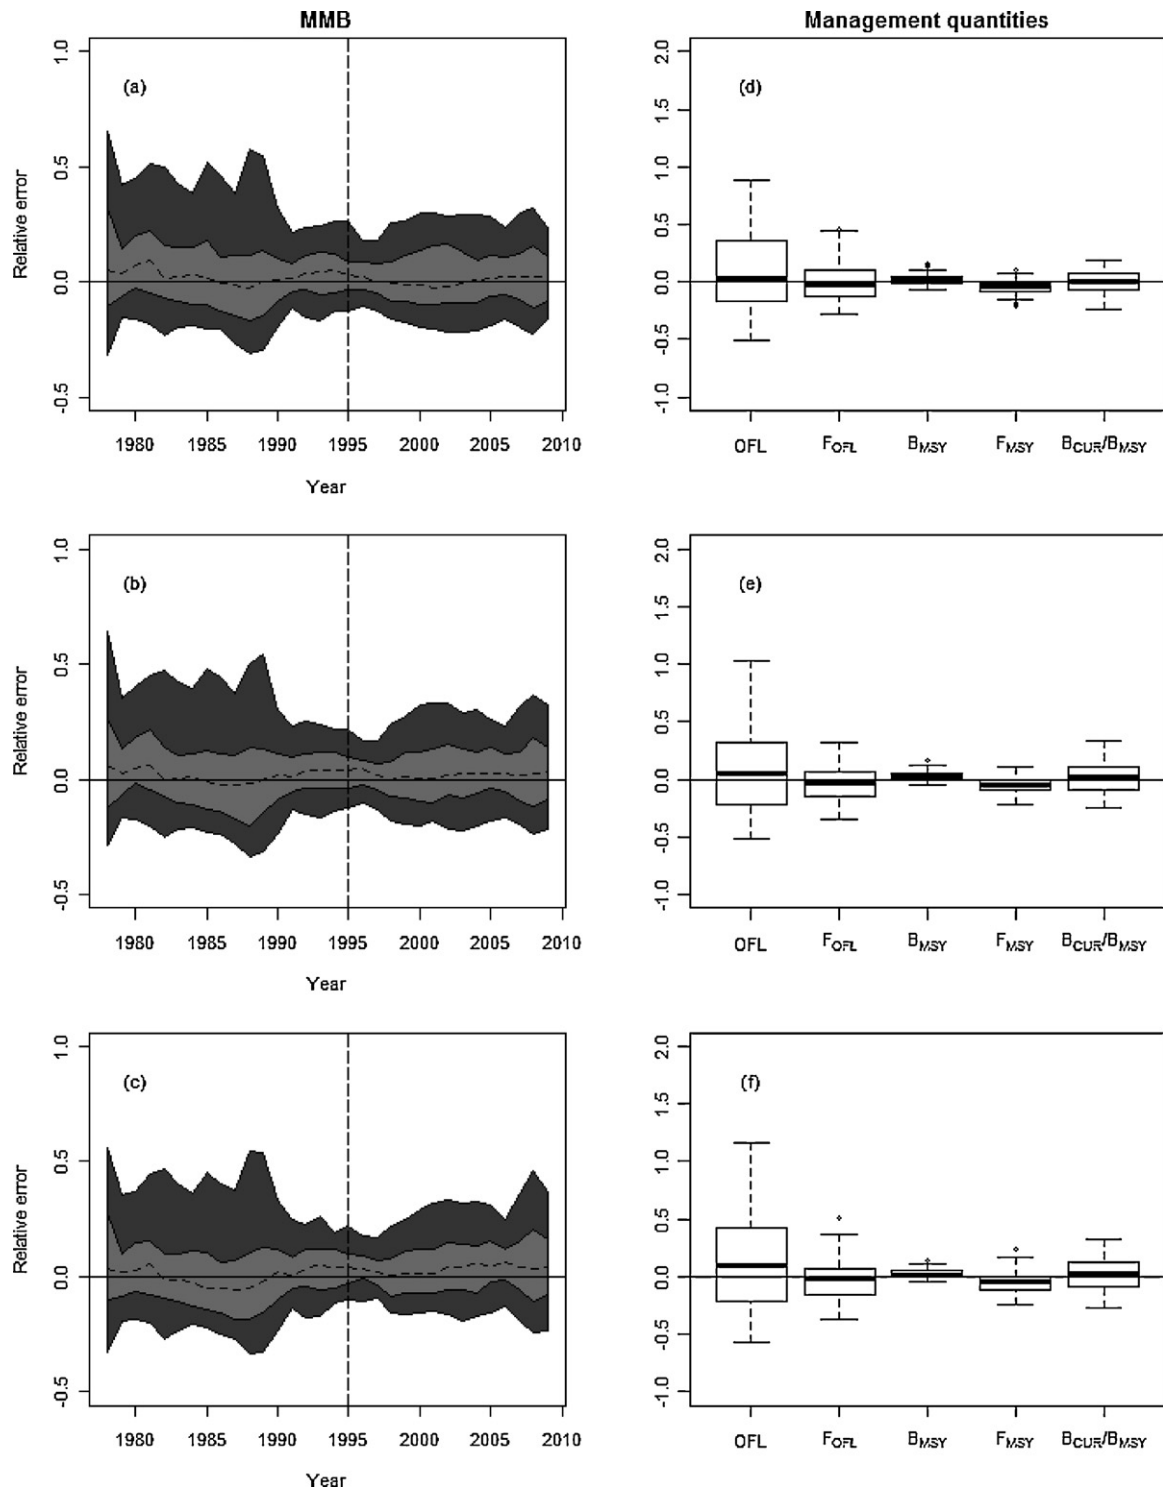 MMB
Management quantities
Relative error
1.0
0.5
0.0
-0.5
(a)
1980 1985 1990 1995 2000 2005 2010
Year
2.0
1.5
1.0
0.5
0.0
-0.5
-1.0
(d)
OFL F_OFL B_MSY F_MSY B_CUR/B_MSY
Relative error
1.0
0.5
0.0
-0.5
(b)
1980 1985 1990 1995 2000 2005 2010
Year
2.0
1.5
1.0
0.5
0.0
-0.5
-1.0
(e)
OFL F_OFL B_MSY F_MSY B_CUR/B_MSY
Relative error
1.0
0.5
0.0
-0.5
(c)
1980 1985 1990 1995 2000 2005 2010
Year
2.0
1.5
1.0
0.5
0.0
-0.5
-1.0
(f)
OFL F_OFL B_MSY F_MSY B_CUR/B_MSY